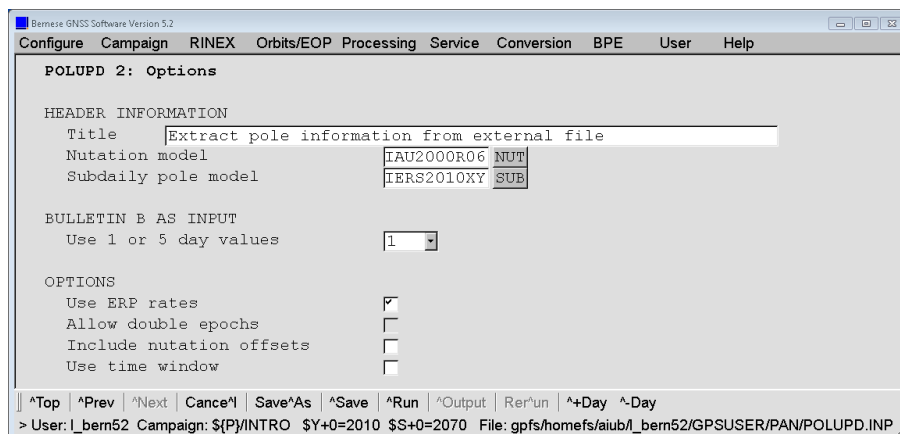 Bernese GNSS Software Version 5.2
Configure Campaign RINEX Orbits/EOP Processing Service Conversion BPE User Help
POLUPD 2: Options
HEADER INFORMATION
Title Extract pole information from external file
Nutation model IAU2000R06 NUT
Subdaily pole model IERS2010XY SUB
BULLETIN B AS INPUT
Use 1 or 5 day values 1
OPTIONS
Use ERP rates
Allow double epochs
Include nutation offsets
Use time window
^Top | ^Prev | ^Next | Cance^l | Save^As | ^Save | ^Run | ^Output | Rer^un | ^+Day ^-Day
> User: l_bern52 Campaign: ${P}/INTRO $Y+0=2010 $S+0=2070 File: gpfs/homefs/aiub/l_bern52/GPSUSER/PAN/POLUPD.INP